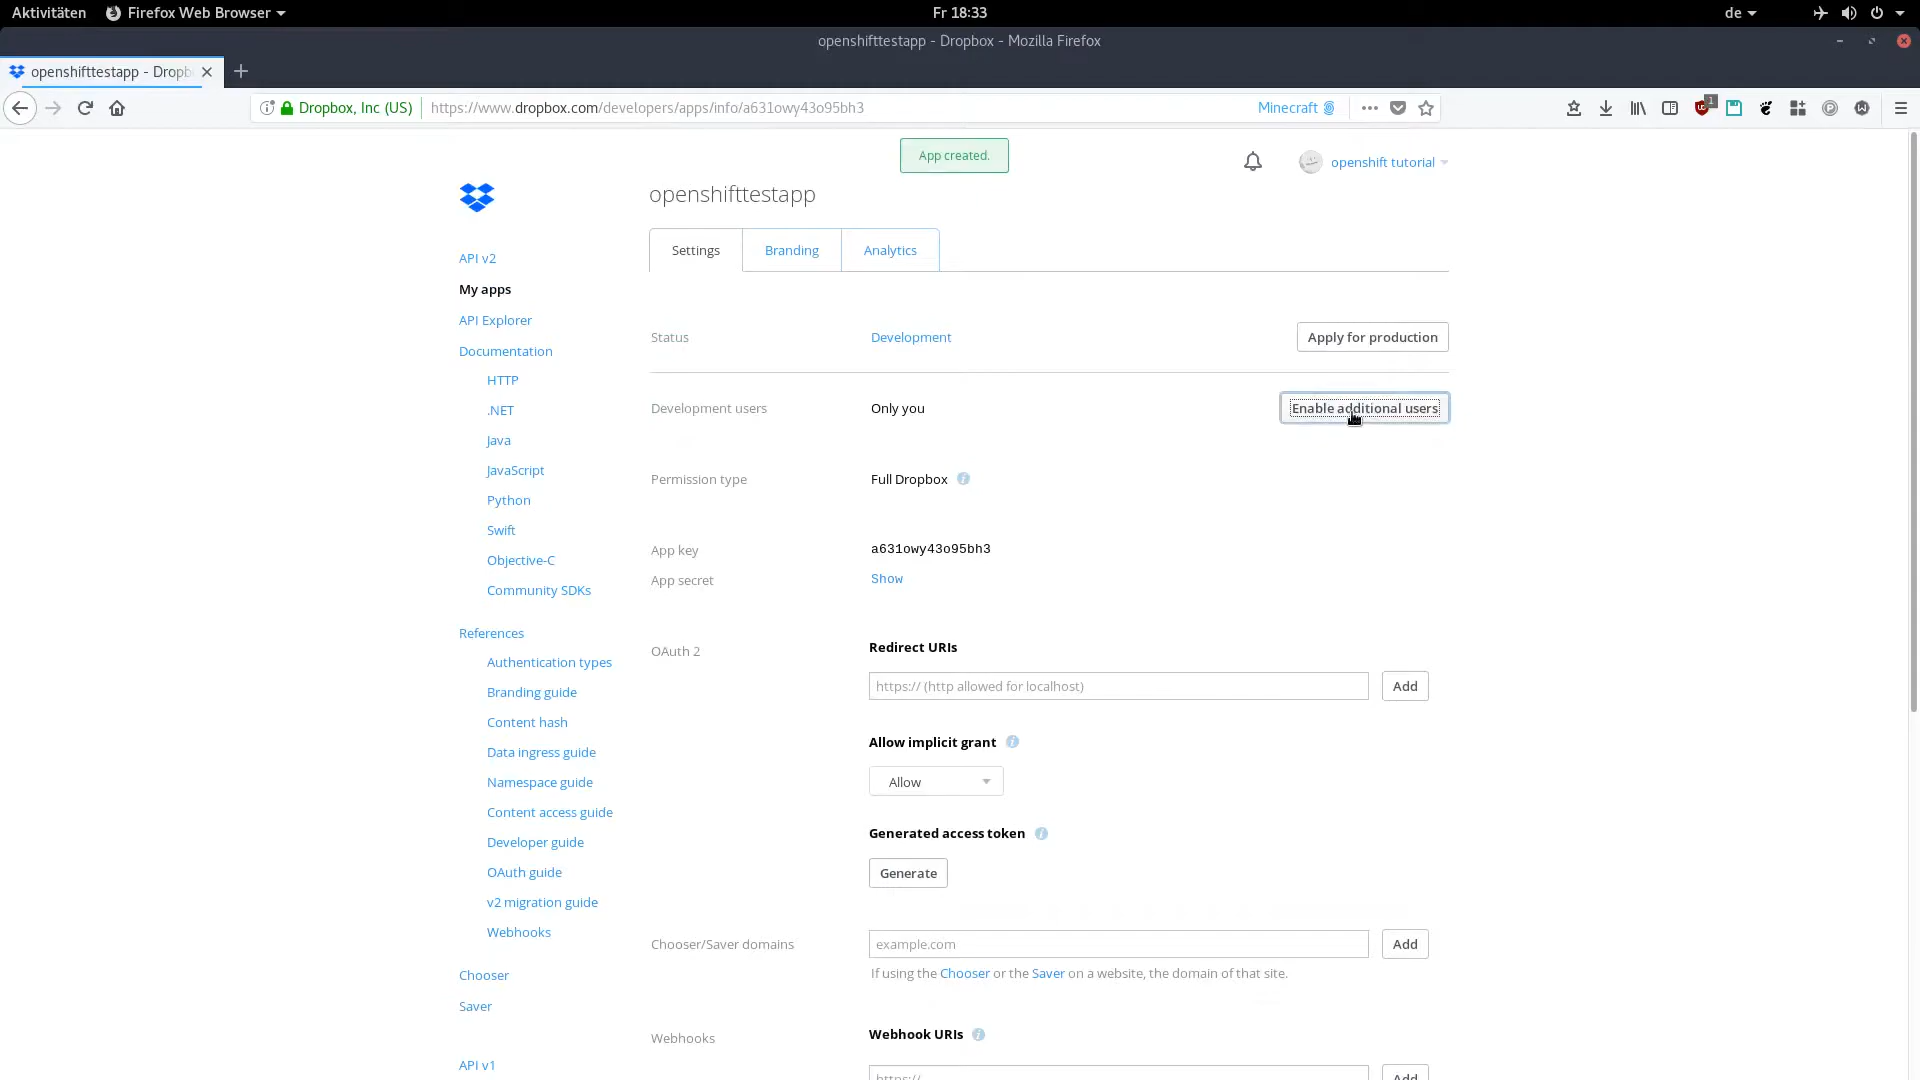 Aktivitäten Firefox Web Browser Fr 18:33 de
openshifttestapp - Dropbox - Mozilla Firefox
openshifttestapp - Dropb
Dropbox, Inc (US) https://www.dropbox.com/developers/apps/info/a631owy43o95bh3 Minecraft 1
App created.
openshift tutorial
openshifttestapp
Settings Branding Analytics
API v2
My apps
API Explorer
Documentation
HTTP
.NET
Java
JavaScript
Python
Swift
Objective-C
Community SDKs
References
Authentication types
Branding guide
Content hash
Data ingress guide
Namespace guide
Content access guide
Developer guide
OAuth guide
v2 migration guide
Webhooks
Chooser
Saver
API v1
Status Development Apply for production
Development users Only you Enable additional users
Permission type Full Dropbox
App key a631owy43o95bh3
App secret Show
OAuth 2 Redirect URIs
https:// (http allowed for localhost) Add
Allow implicit grant
Allow
Generated access token
Generate
Chooser/Saver domains example.com Add
If using the Chooser or the Saver on a website, the domain of that site.
Webhooks Webhook URIs
https:// Add